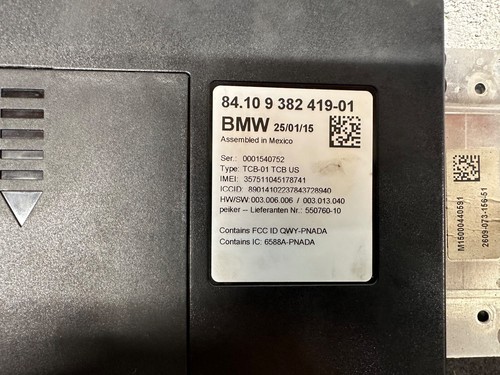 84.10 9 382 419-01
BMW 25/01/15
Assembled in Mexico
Ser.: 0001540752
Type: TCB-01 TCB US
IMEI: 357511045178741
ICCID: 89014102237843728940
HW/SW: 003.006.006 / 003.013.040
peiker – Lieferanten Nr.: 550760-10
Contains FCC ID QWY-PNADA
Contains IC: 6588A-PNADA
M15000440591
2609-073-156-51